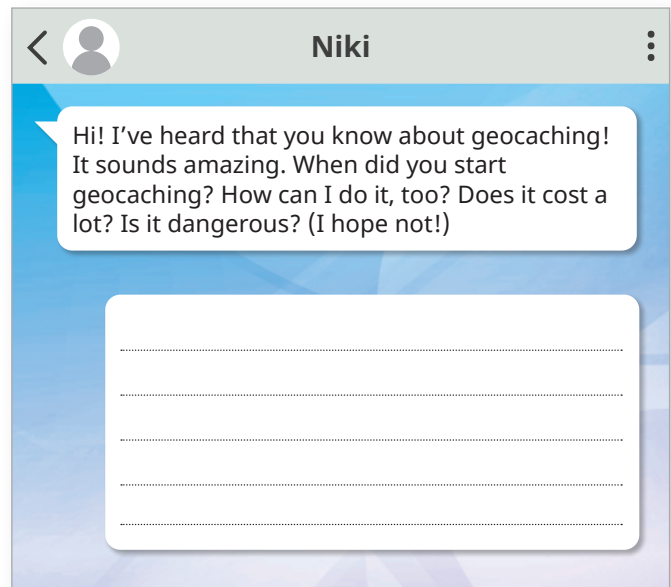 Niki
Hi! I’ve heard that you know about geocaching!
It sounds amazing. When did you start
geocaching? How can I do it, too? Does it cost a
lot? Is it dangerous? (I hope not!)